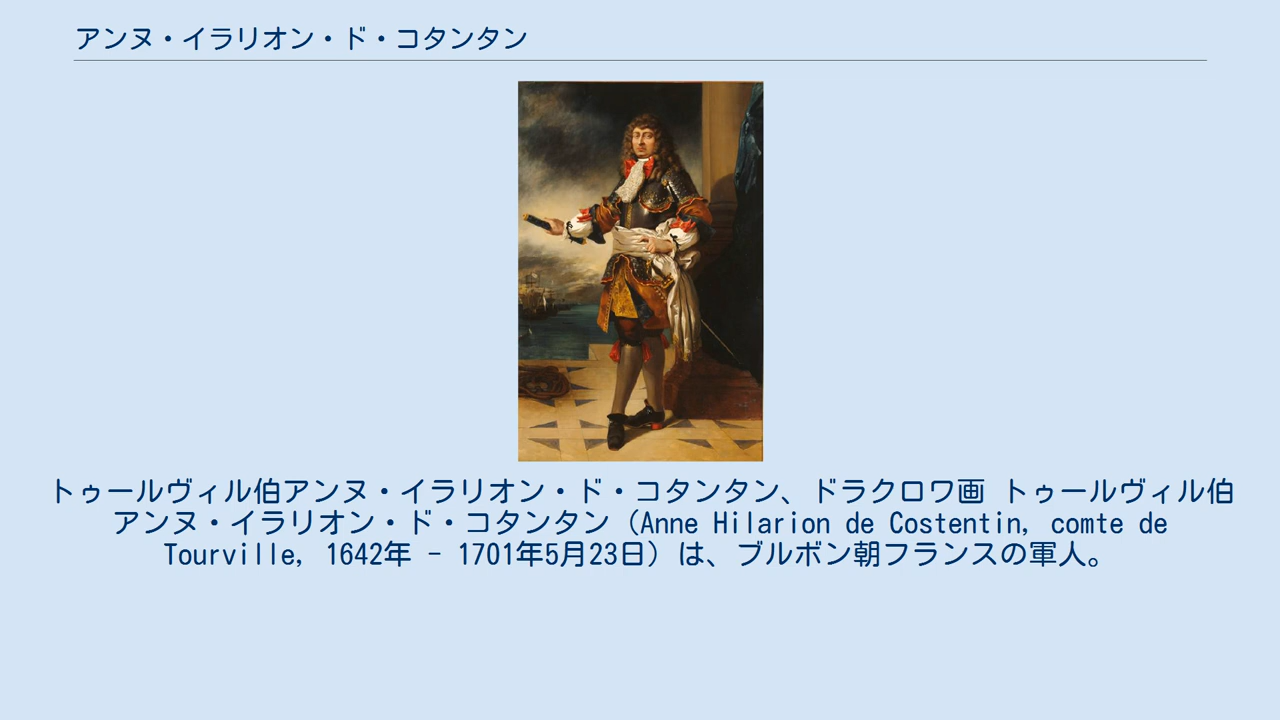 アンヌ・イラリオン・ド・コタンタン
トゥールヴィル伯アンヌ・イラリオン・ド・コタンタン、ドラクロワ画 トゥールヴィル伯
アンヌ・イラリオン・ド・コタンタン（Anne Hilarion de Costentin, comte de
Tourville, 1642年 - 1701年5月23日）は、ブルボン朝フランスの軍人。